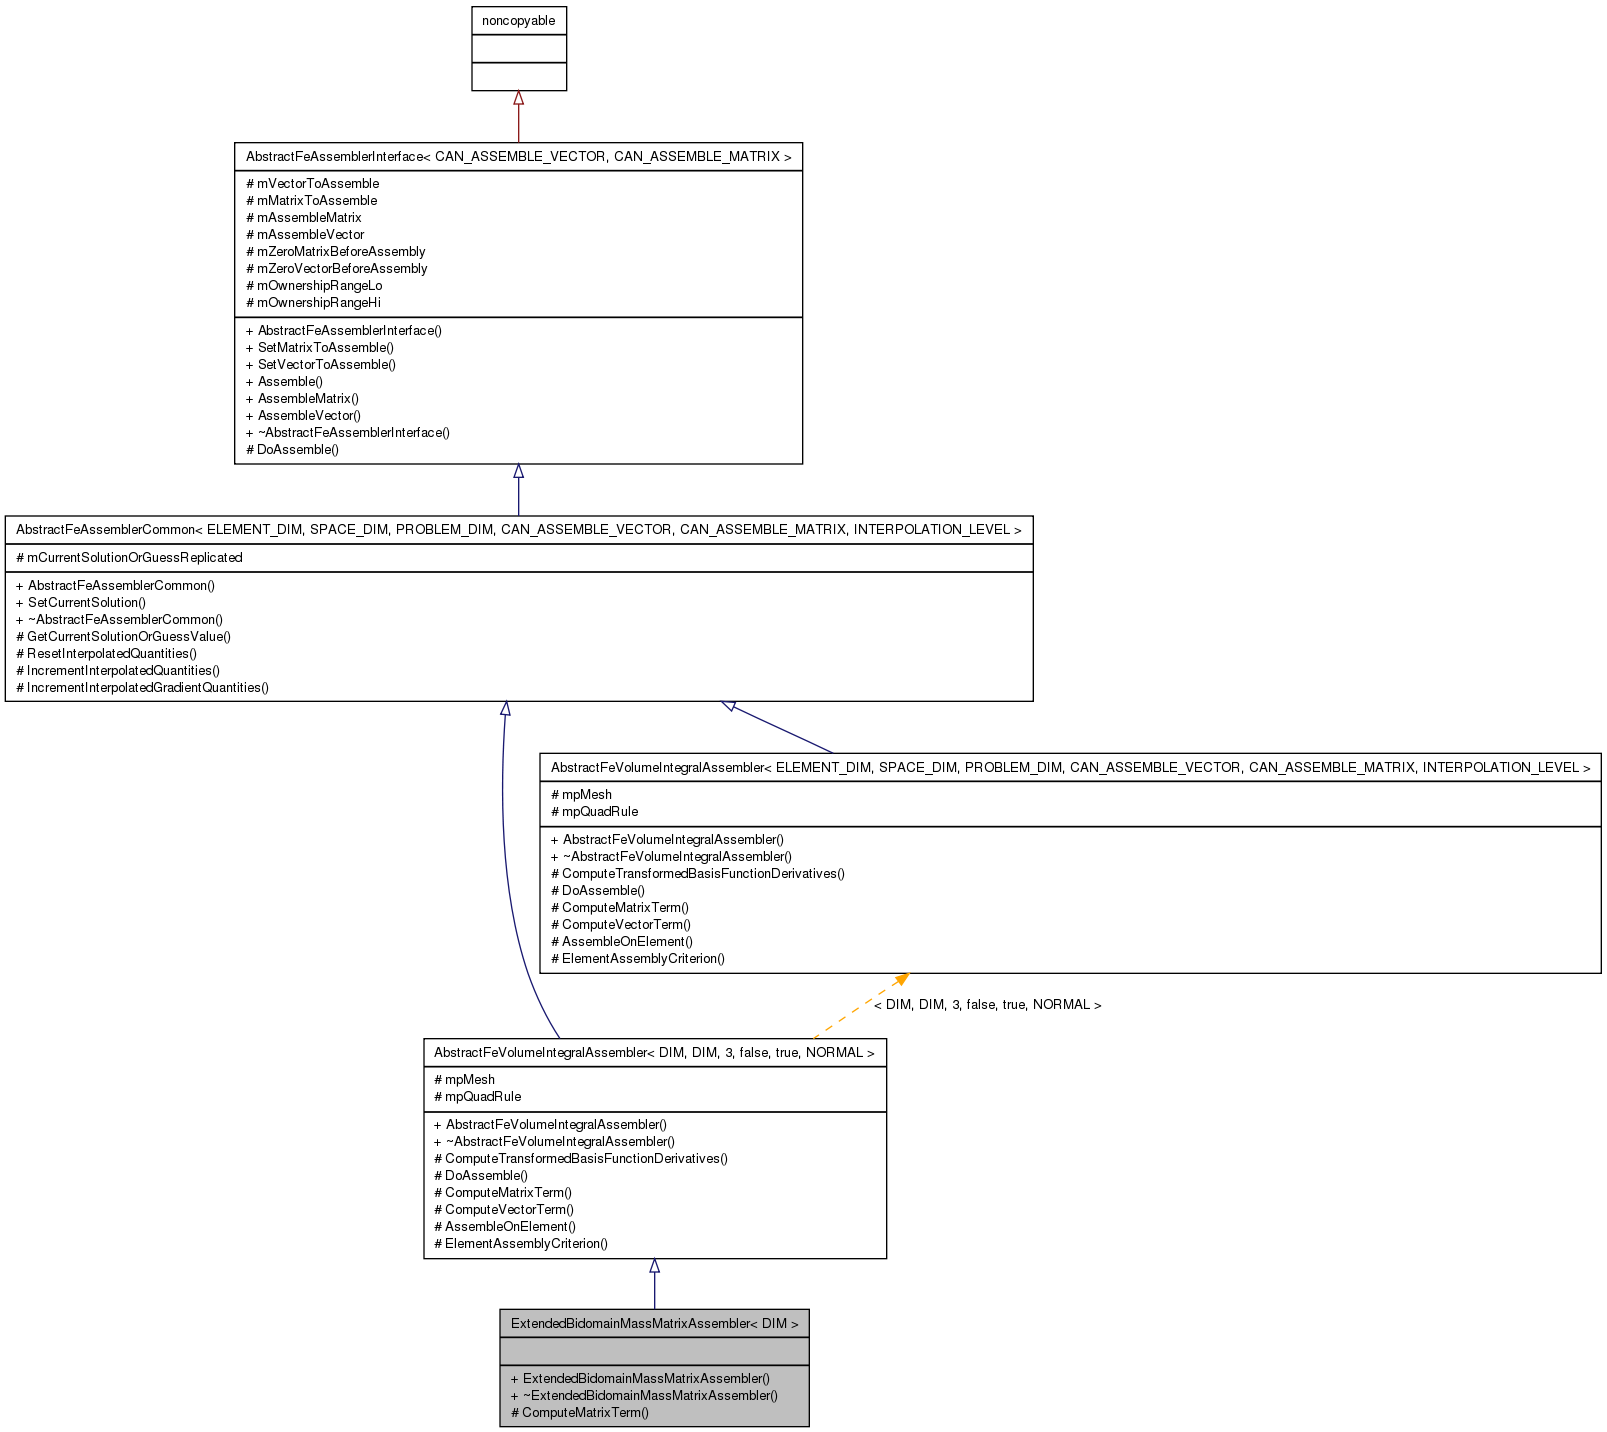 noncopyable
AbstractFeAssemblerInterface< CAN_ASSEMBLE_VECTOR, CAN_ASSEMBLE_MATRIX >
# mVectorToAssemble
# mMatrixToAssemble
# mAssembleMatrix
# mAssembleVector
# mZeroMatrixBeforeAssembly
# mZeroVectorBeforeAssembly
# mOwnershipRangeLo
# mOwnershipRangeHi
+ AbstractFeAssemblerInterface()
+ SetMatrixToAssemble()
+ SetVectorToAssemble()
+ Assemble()
+ AssembleMatrix()
+ AssembleVector()
+ ~AbstractFeAssemblerInterface()
# DoAssemble()
AbstractFeAssemblerCommon< ELEMENT_DIM, SPACE_DIM, PROBLEM_DIM, CAN_ASSEMBLE_VECTOR, CAN_ASSEMBLE_MATRIX, INTERPOLATION_LEVEL >
# mCurrentSolutionOrGuessReplicated
+ AbstractFeAssemblerCommon()
+ SetCurrentSolution()
+ ~AbstractFeAssemblerCommon()
# GetCurrentSolutionOrGuessValue()
# ResetInterpolatedQuantities()
# IncrementInterpolatedQuantities()
# IncrementInterpolatedGradientQuantities()
AbstractFeVolumeIntegralAssembler< ELEMENT_DIM, SPACE_DIM, PROBLEM_DIM, CAN_ASSEMBLE_VECTOR, CAN_ASSEMBLE_MATRIX, INTERPOLATION_LEVEL >
# mpMesh
# mpQuadRule
+ AbstractFeVolumeIntegralAssembler()
+ ~AbstractFeVolumeIntegralAssembler()
# ComputeTransformedBasisFunctionDerivatives()
# DoAssemble()
# ComputeMatrixTerm()
# ComputeVectorTerm()
# AssembleOnElement()
# ElementAssemblyCriterion()
< DIM, DIM, 3, false, true, NORMAL >
AbstractFeVolumeIntegralAssembler< DIM, DIM, 3, false, true, NORMAL >
# mpMesh
# mpQuadRule
+ AbstractFeVolumeIntegralAssembler()
+ ~AbstractFeVolumeIntegralAssembler()
# ComputeTransformedBasisFunctionDerivatives()
# DoAssemble()
# ComputeMatrixTerm()
# ComputeVectorTerm()
# AssembleOnElement()
# ElementAssemblyCriterion()
ExtendedBidomainMassMatrixAssembler< DIM >
+ ExtendedBidomainMassMatrixAssembler()
+ ~ExtendedBidomainMassMatrixAssembler()
# ComputeMatrixTerm()